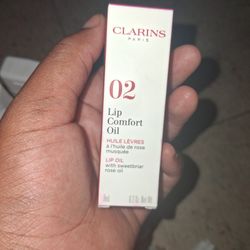 CLARINS
PARIS
02
Lip
Comfort
Oil
HUILE LÈVRES
à l'huile de rose
musquée
LIP OIL
with sweetbriar
rose oil